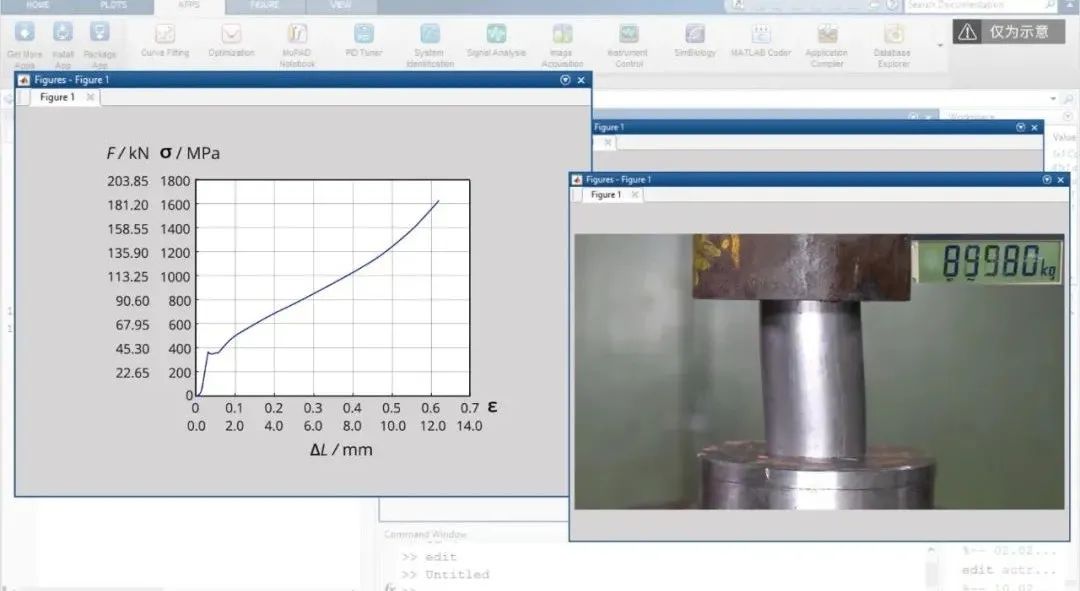 HOME PLOTS APPS FIGURE VIEW
Search Documentation
Get More Apps
Install App
Package App
Curve Fitting
Optimization
MuPAD Notebook
PID Tuner
System Identification
Signal Analysis
Image Acquisition
Instrument Control
SimBiology
MATLAB Coder
Application Compiler
Database Explorer
仅为示意
Figures - Figure 1
Figure 1
F / kN σ / MPa
203.85 1800
181.20 1600
158.55 1400
135.90 1200
113.25 1000
90.60 800
67.95 600
45.30 400
22.65 200
0
0 0.1 0.2 0.3 0.4 0.5 0.6 0.7 ε
0.0 2.0 4.0 6.0 8.0 10.0 12.0 14.0
ΔL / mm
Figure 1
Workspace
Value
Figures - Figure 1
Figure 1
89980 kg
Command Window
>> edit
>> Untitled
fx >>
%-- 02.02...
edit actr...
%-- 10.02...